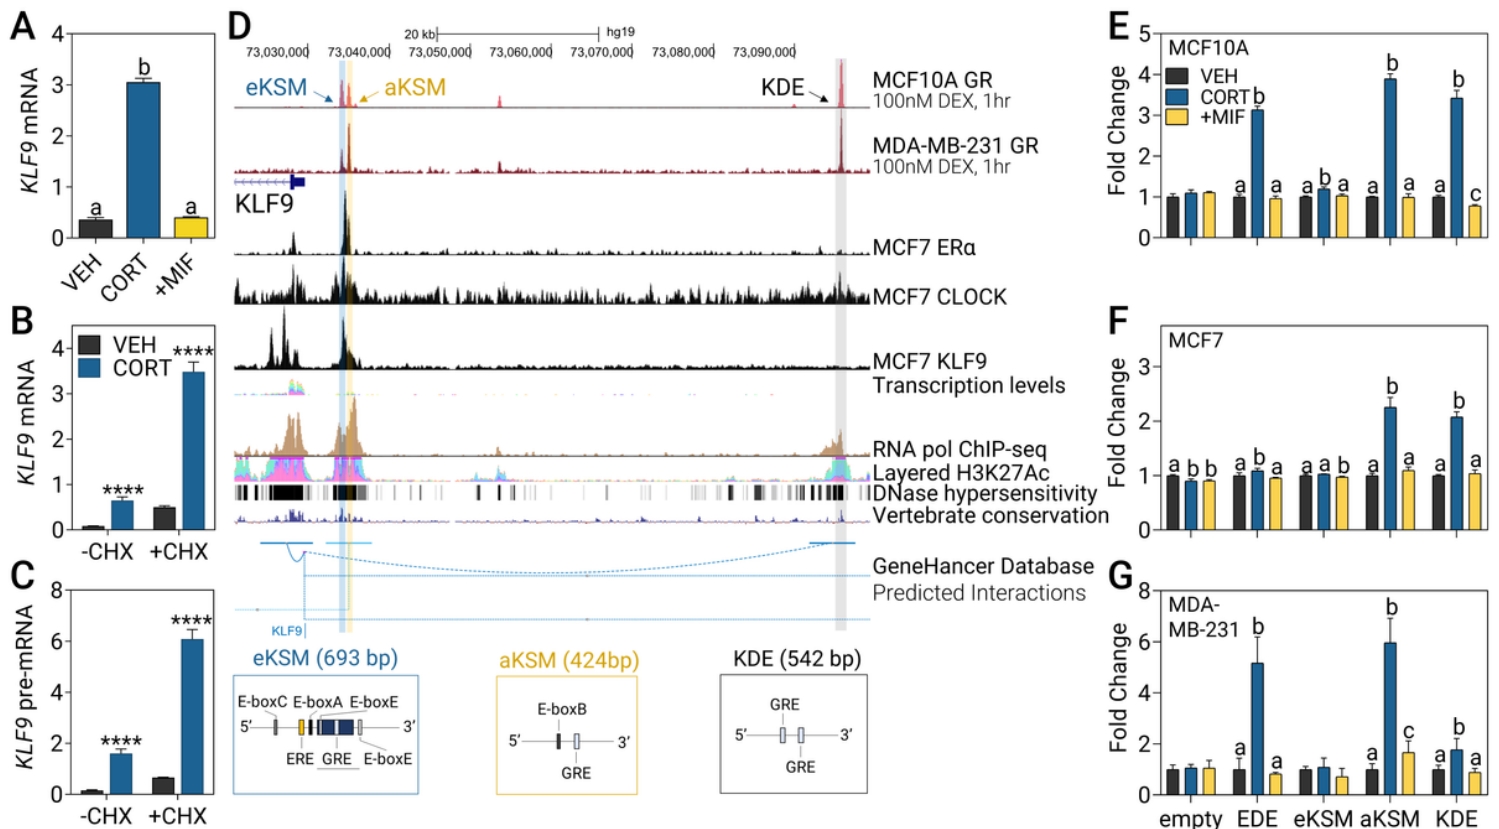 A
KLF9 mRNA
4
3
2
1
0
a
b
a
VEH
CORT
+MIF
B
KLF9 mRNA
4
3
2
1
0
VEH
CORT
****
****
-CHX
+CHX
C
KLF9 pre-mRNA
8
6
4
2
0
****
****
-CHX
+CHX
D
20 kb
hg19
73,030,000
73,040,000
73,050,000
73,060,000
73,070,000
73,080,000
73,090,000
eKSM
aKSM
KDE
MCF10A GR
100nM DEX, 1hr
MDA-MB-231 GR
100nM DEX, 1hr
KLF9
MCF7 ERα
MCF7 CLOCK
MCF7 KLF9
Transcription levels
RNA pol ChIP-seq
Layered H3K27Ac
DNase hypersensitivity
Vertebrate conservation
GeneHancer Database
Predicted Interactions
KLF9
eKSM (693 bp)
E-boxC E-boxA E-boxE
5' 3'
ERE GRE E-boxE
aKSM (424bp)
E-boxB
5' 3'
GRE
KDE (542 bp)
GRE
5' 3'
GRE
E
Fold Change
5
4
3
2
1
0
MCF10A
VEH
CORT
+MIF
a b a
a b a
a b a
a b c
F
Fold Change
3
2
1
0
MCF7
a b b
a b a
a a b
a b a
a b a
G
Fold Change
8
6
4
2
0
MDA-
MB-231
a b a
a b c
a b a
empty EDE eKSM aKSM KDE